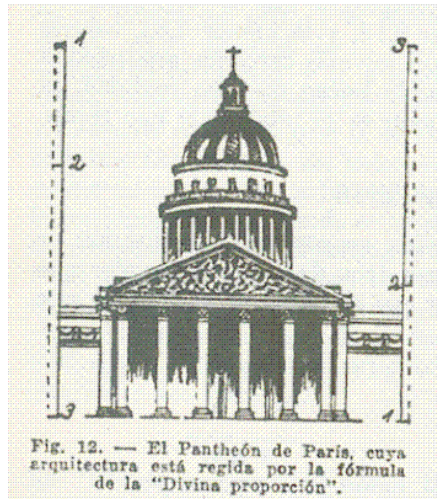 1
3
2
2
3
1
Fig. 12. — El Pantheón de París, cuya
arquitectura está regida por la fórmula
de la "Divina proporción".